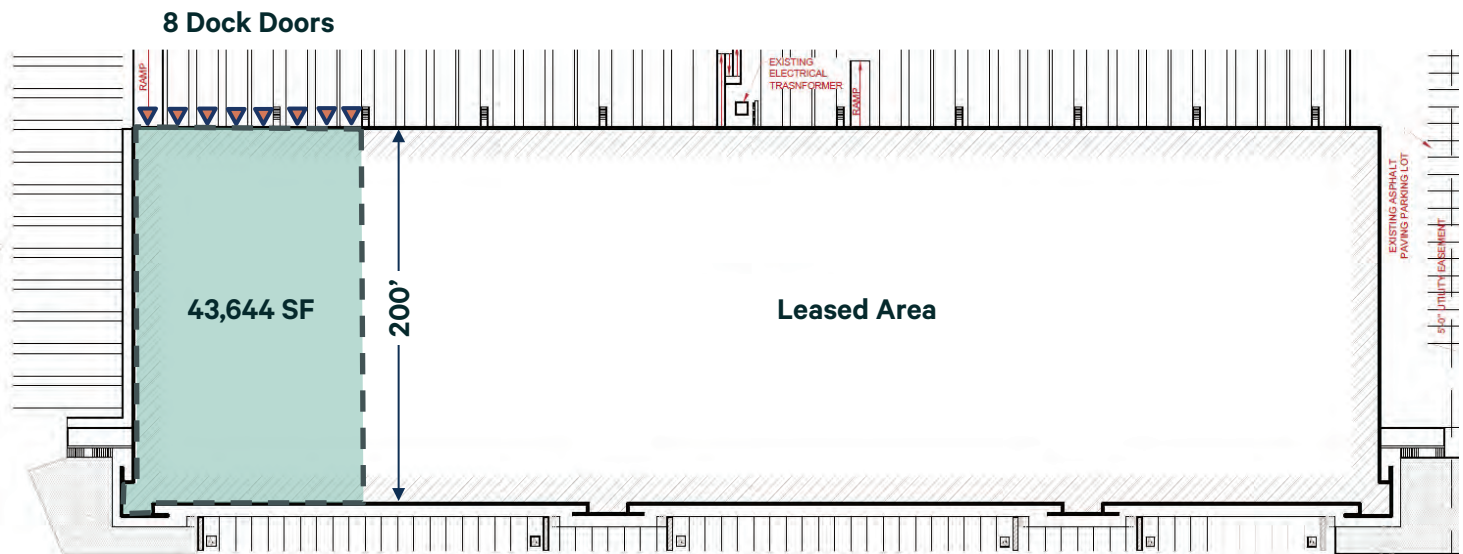 8 Dock Doors
RAMP
EXISTING
ELECTRICAL
TRASNFORMER
RAMP
43,644 SF
200’
Leased Area
EXISTING ASPHALT
PAVING PARKING LOT
5'-0" UTILITY EASEMENT